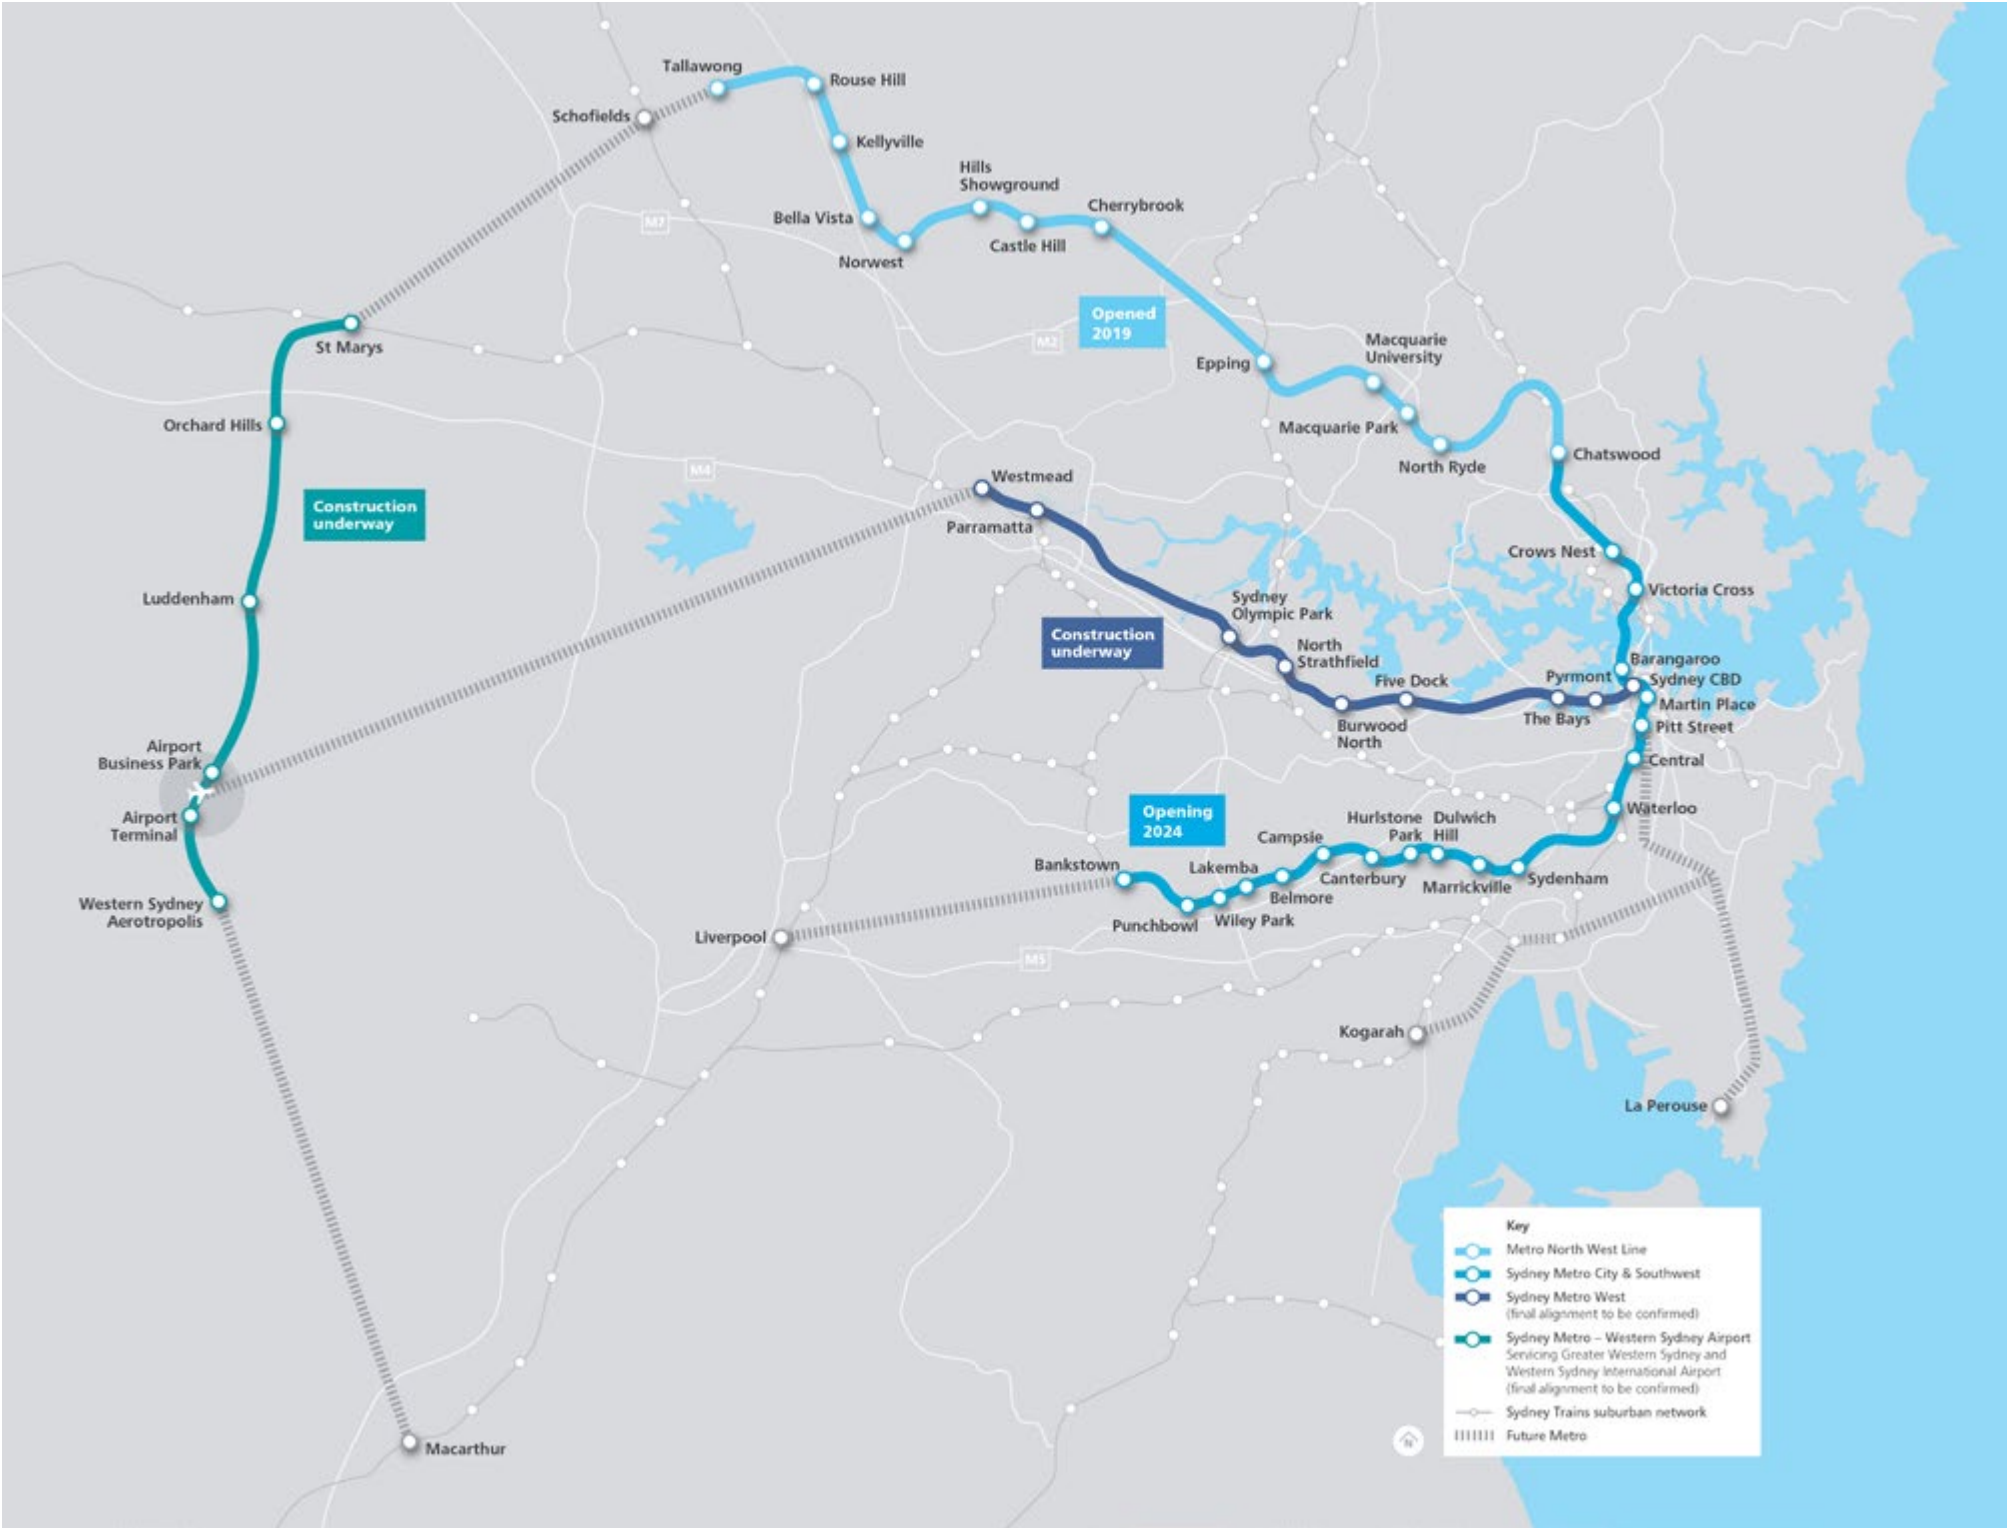 Tallawong
Rouse Hill
Schofields
Kellyville
Hills
Showground
Cherrybrook
M7
Bella Vista
Castle Hill
Norwest
Opened
2019
M2
St Marys
Macquarie
University
Epping
Orchard Hills
Macquarie Park
North Ryde
Chatswood
M4
Westmead
Construction
underway
Parramatta
Crows Nest
Victoria Cross
Luddenham
Sydney
Olympic Park
Construction
underway
North
Strathfield
Barangaroo
Five Dock
Pyrmont
Sydney CBD
Martin Place
The Bays
Pitt Street
Burwood
North
Airport
Business Park
Central
Airport
Terminal
Opening
2024
Waterloo
Hurlstone
Park
Dulwich
Hill
Campsie
Bankstown
Lakemba
Canterbury
Marrickville
Sydenham
Belmore
Punchbowl
Wiley Park
Western Sydney
Aerotropolis
Liverpool
M5
Kogarah
La Perouse
Macarthur
Key
Metro North West Line
Sydney Metro City & Southwest
Sydney Metro West
(final alignment to be confirmed)
Sydney Metro – Western Sydney Airport
Servicing Greater Western Sydney and
Western Sydney International Airport
(final alignment to be confirmed)
Sydney Trains suburban network
Future Metro
N